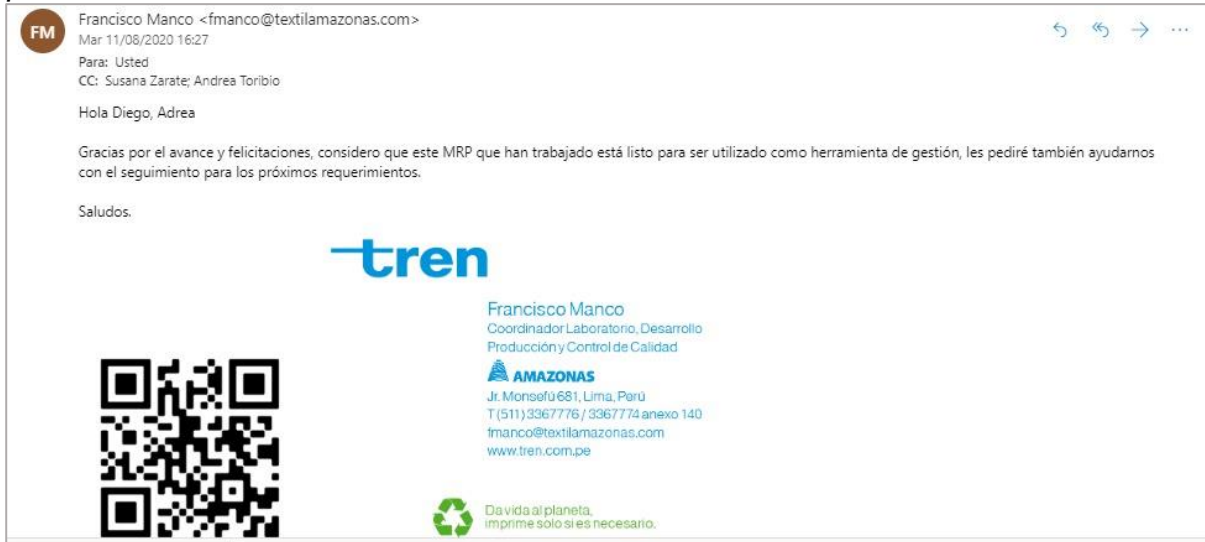 FM
Francisco Manco <fmanco@textilamazonas.com>
Mar 11/08/2020 16:27
Para: Usted
CC: Susana Zarate; Andrea Toribio
Hola Diego, Adrea
Gracias por el avance y felicitaciones, considero que este MRP que han trabajado está listo para ser utilizado como herramienta de gestión, les pediré también ayudarnos
con el seguimiento para los próximos requerimientos.
Saludos.
tren
Francisco Manco
Coordinador Laboratorio, Desarrollo
Producción y Control de Calidad
AMAZONAS
Jr. Monsefú 681, Lima, Perú
T (511) 3367776 / 3367774 anexo 140
fmanco@textilamazonas.com
www.tren.com.pe
Da vida al planeta,
imprime solo si es necesario.